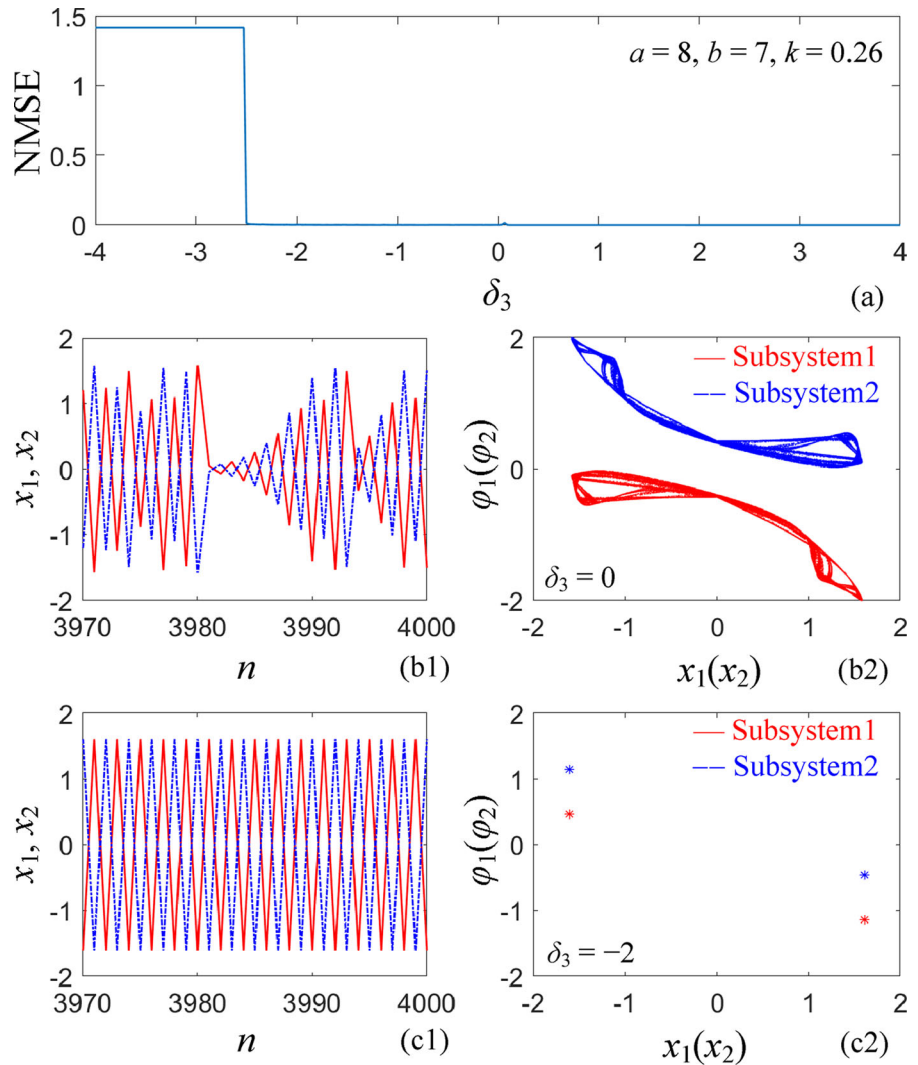 1.5
a = 8, b = 7, k = 0.26
1
NMSE
0.5
0
-4 -3 -2 -1 0 1 2 3 4
δ₃ (a)
2
1
x₁, x₂
0
-1
-2
3970 3980 3990 4000
n (b1)
2
Subsystem1
Subsystem2
1
φ₁(φ₂)
0
-1
δ₃ = 0
-2
-2 -1 0 1 2
x₁(x₂) (b2)
2
1
x₁, x₂
0
-1
-2
3970 3980 3990 4000
n (c1)
2
Subsystem1
Subsystem2
1
φ₁(φ₂)
0
-1
δ₃ = −2
-2
-2 -1 0 1 2
x₁(x₂) (c2)